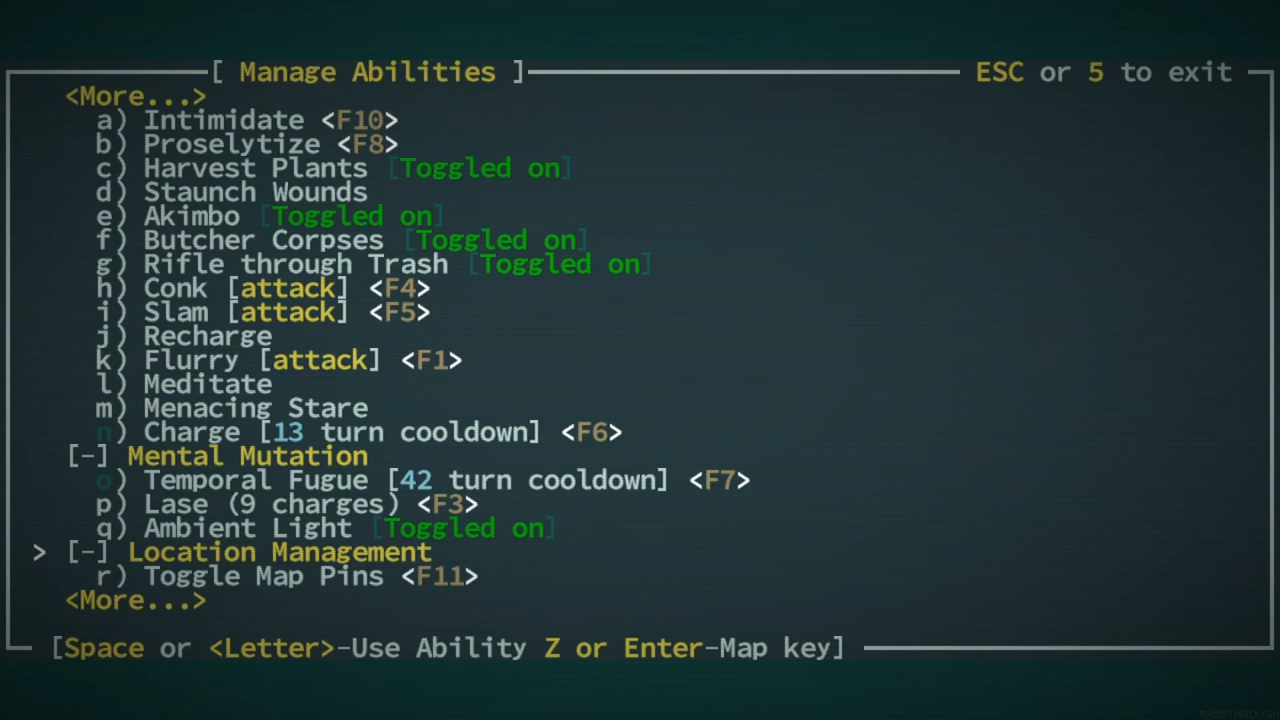 [ Manage Abilities ] ESC or 5 to exit
<More...>
a) Intimidate <F10>
b) Proselytize <F8>
c) Harvest Plants [Toggled on]
d) Staunch Wounds
e) Akimbo [Toggled on]
f) Butcher Corpses [Toggled on]
g) Rifle through Trash [Toggled on]
h) Conk [attack] <F4>
i) Slam [attack] <F5>
j) Recharge
k) Flurry [attack] <F1>
l) Meditate
m) Menacing Stare
n) Charge [13 turn cooldown] <F6>
[-] Mental Mutation
o) Temporal Fugue [42 turn cooldown] <F7>
p) Lase (9 charges) <F3>
q) Ambient Light [Toggled on]
> [-] Location Management
r) Toggle Map Pins <F11>
<More...>
[Space or <Letter>-Use Ability Z or Enter-Map key]